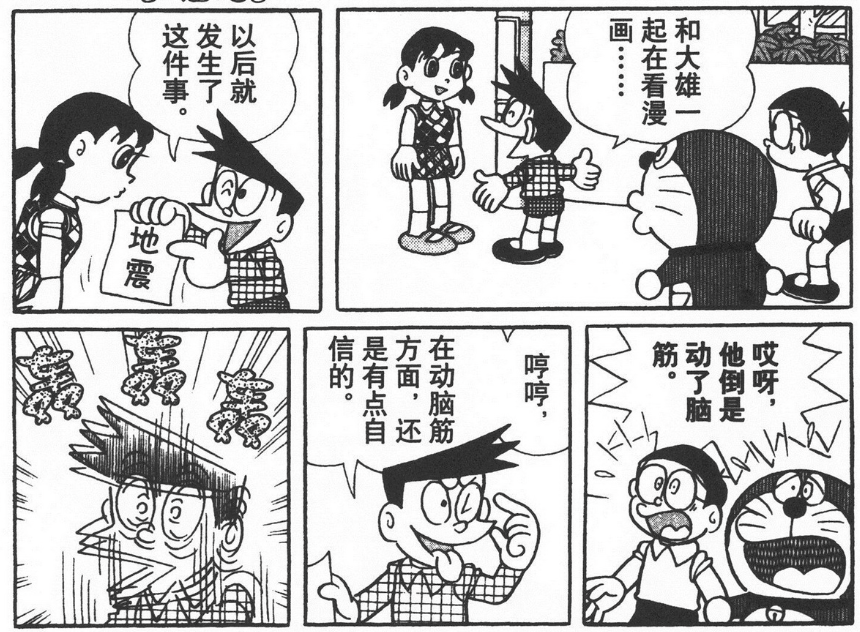 和大雄一
起在看漫
画……
以后就
发生了
这件事。
地震
哎呀，
他倒是
动了脑
筋。
哼哼，
在动脑筋
方面，还
是有点自
信的。